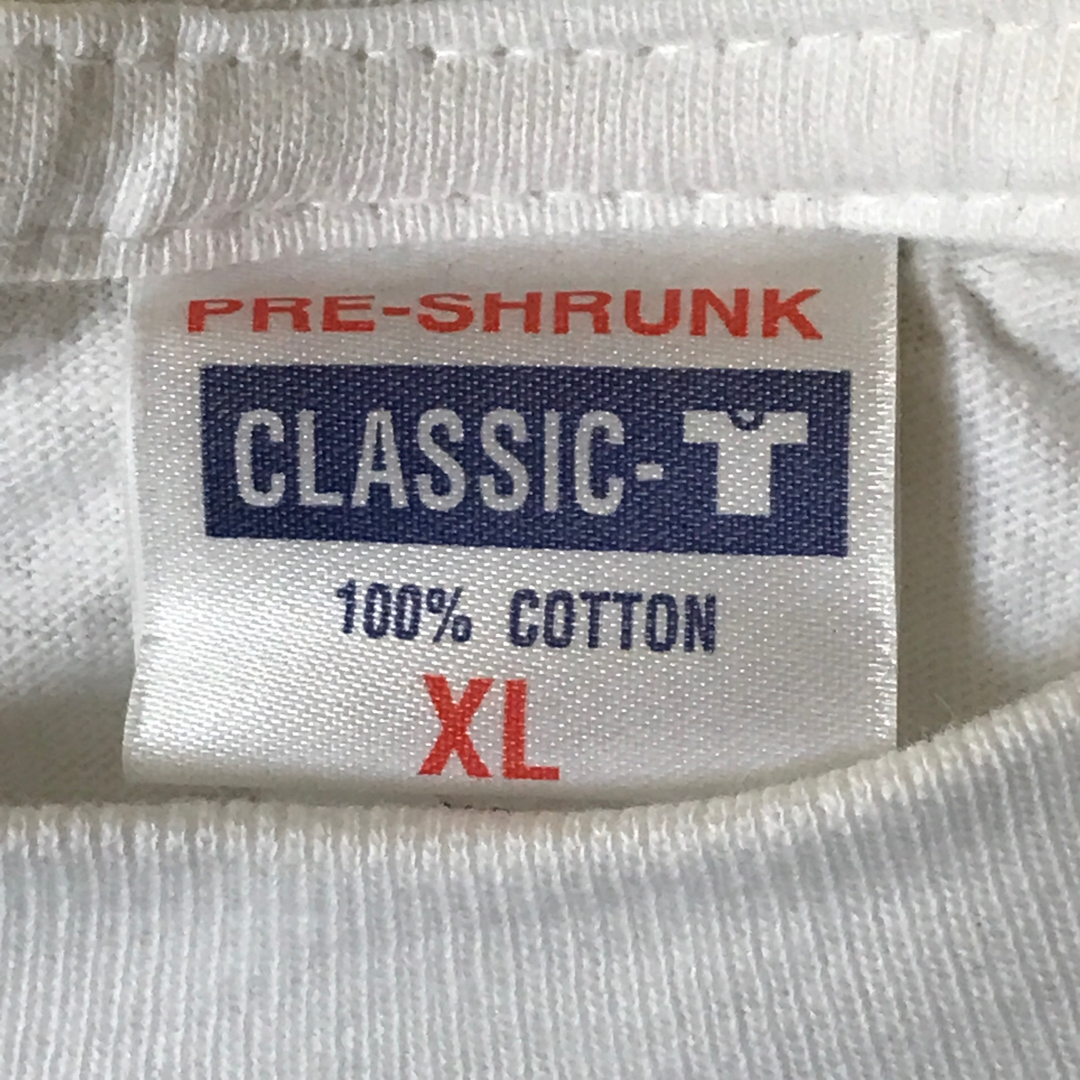 PRE-SHRUNK
CLASSIC-T
100% COTTON
XL